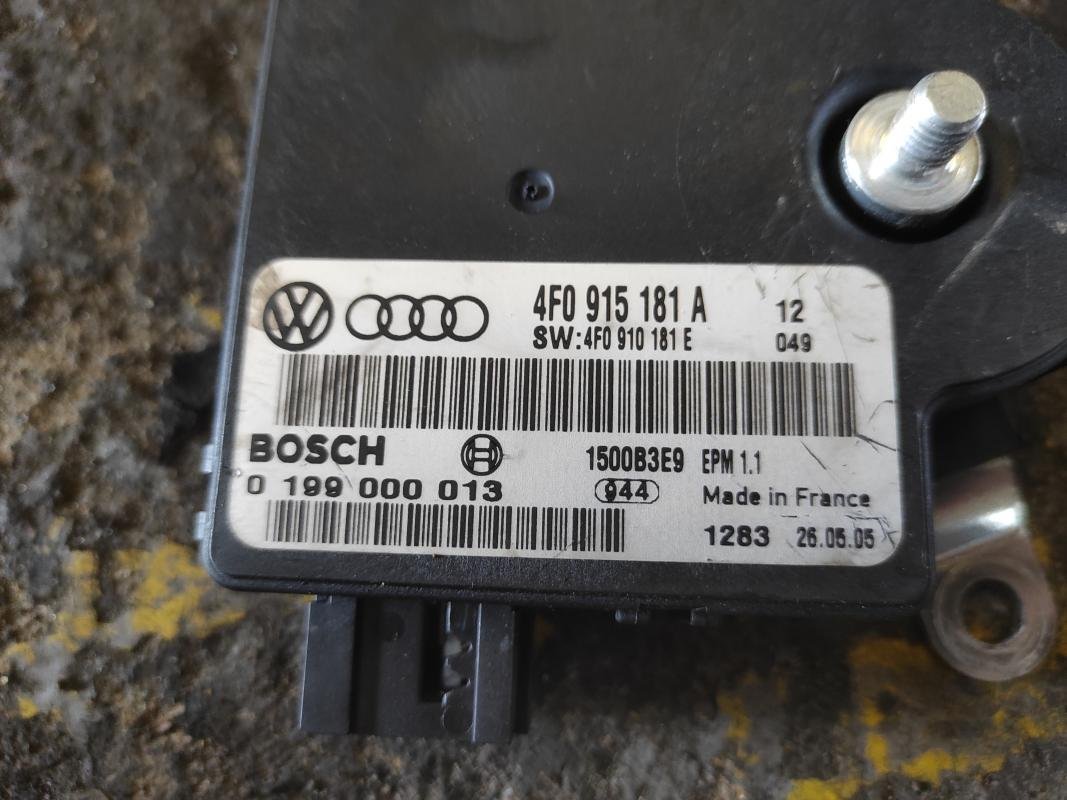 4F0 915 181 A 12
SW:4F0 910 181 E 049
BOSCH 1500B3E9 EPM 1.1
0 199 000 013 944 Made in France
1283 26.05.05